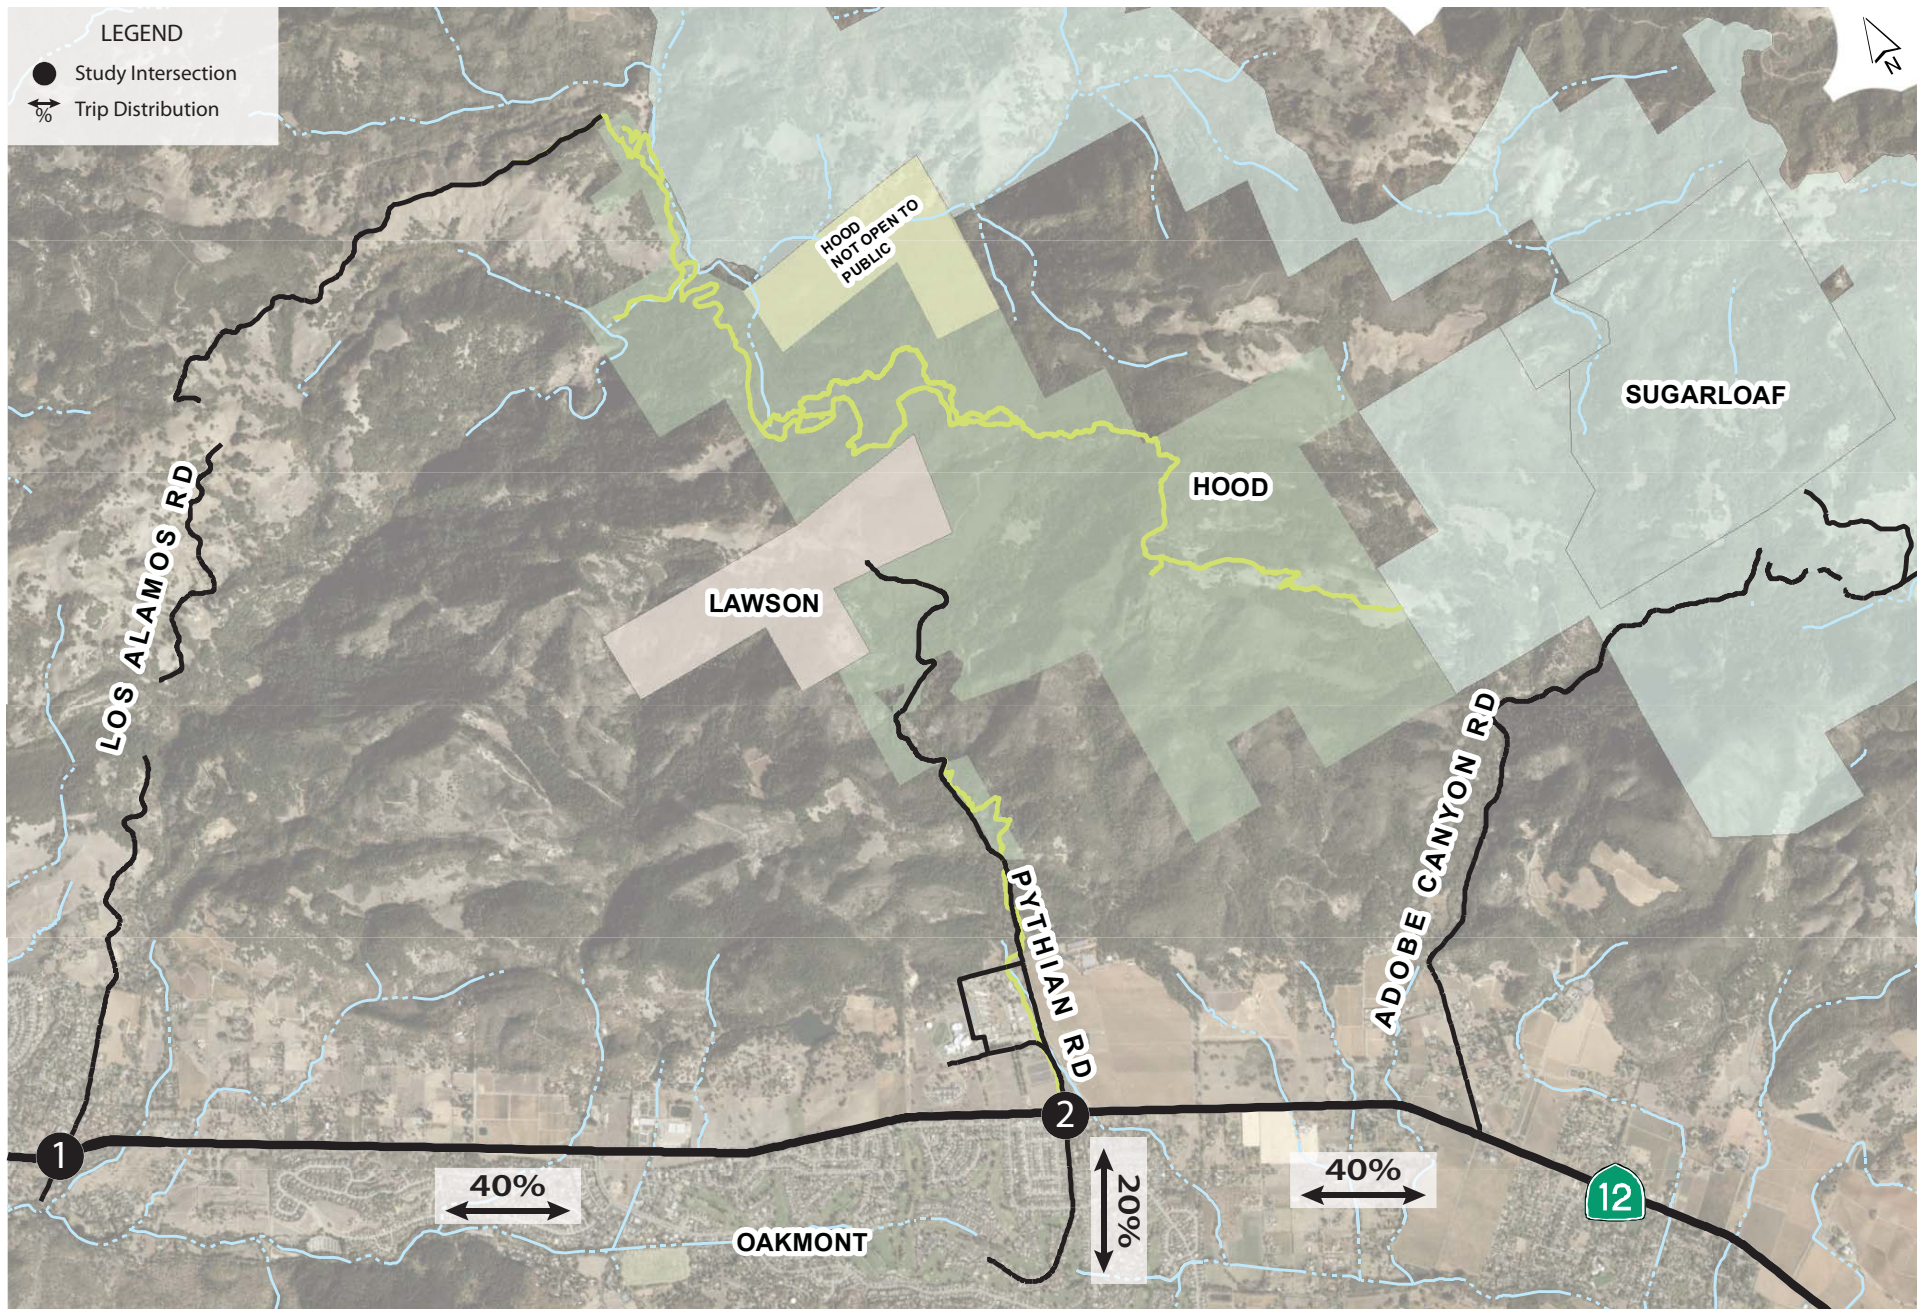 LEGEND
Study Intersection
%
Trip Distribution
N
HOOD
NOT OPEN TO
PUBLIC
SUGARLOAF
HOOD
LAWSON
LOS ALAMOS RD
PYTHIAN RD
ADOBE CANYON RD
1
2
40%
20%
40%
12
OAKMONT